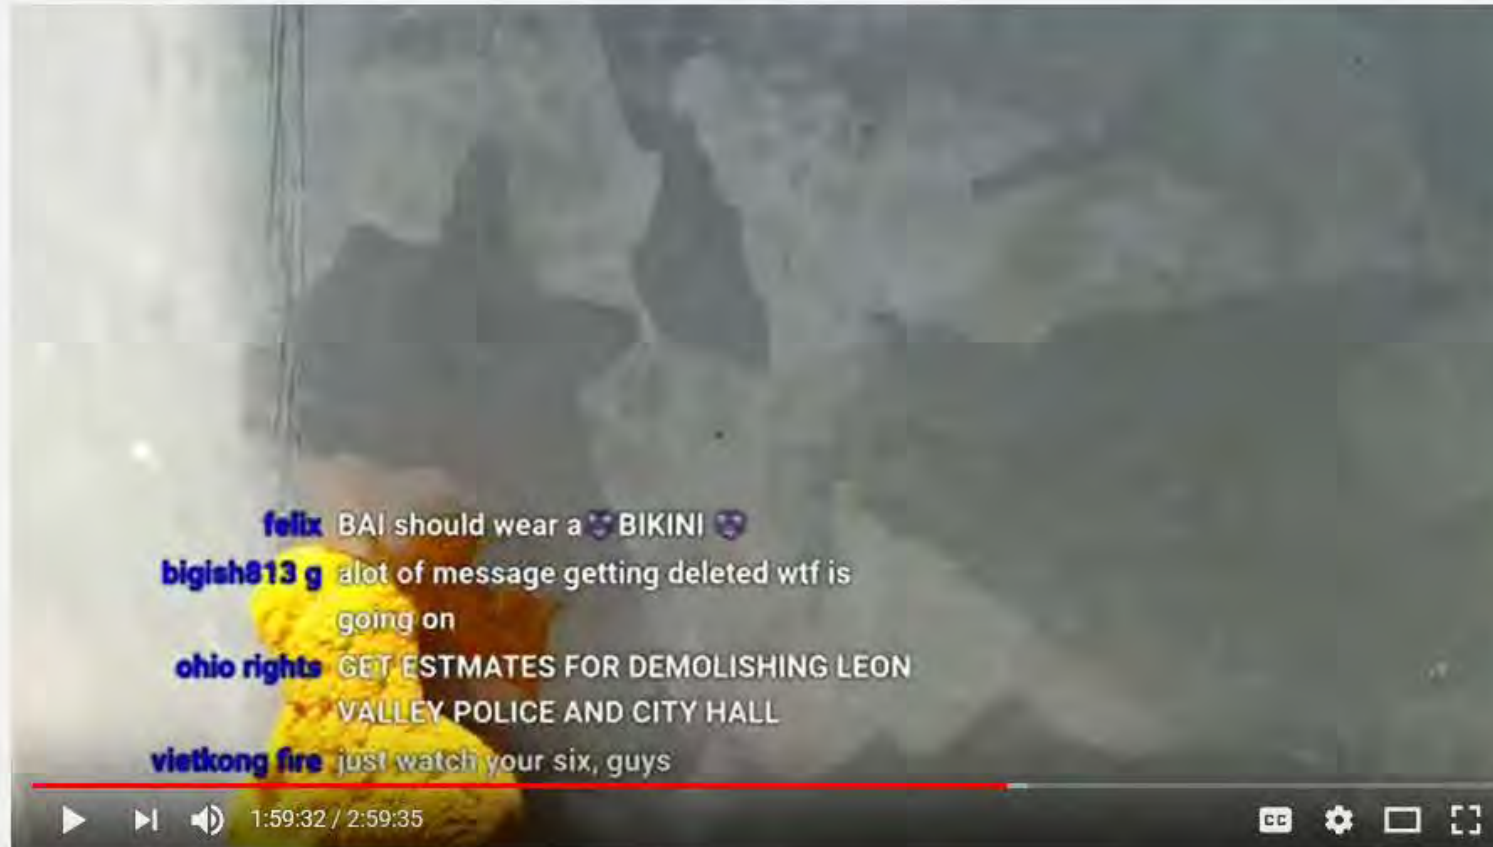 felix BAI should wear a😈BIKINI 😈
bigish813 g alot of message getting deleted wtf is
going on
ohio rights GET ESTMATES FOR DEMOLISHING LEON
VALLEY POLICE AND CITY HALL
vietkong fire just watch your six, guys
1:59:32 / 2:59:35 CC